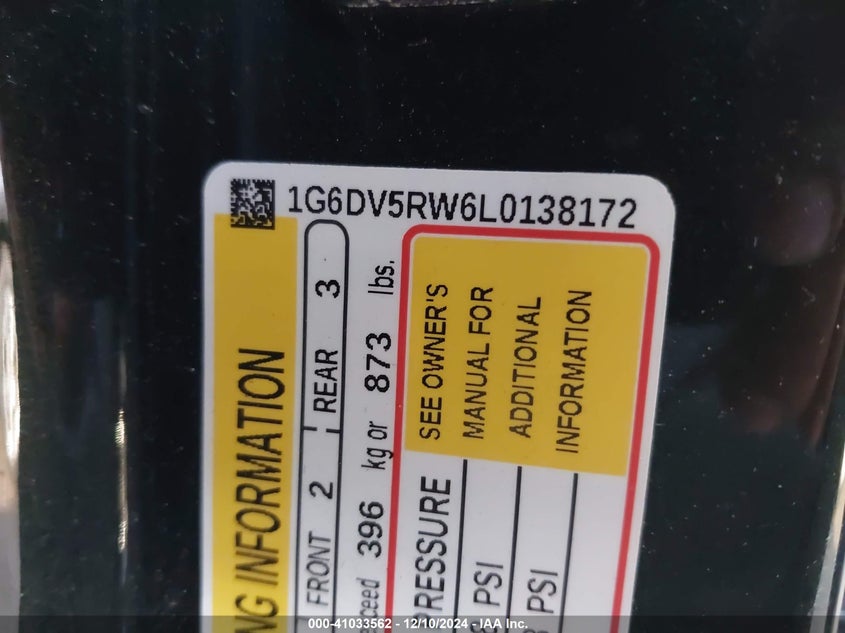 1G6DV5RW6L0138172
NG INFORMATION
FRONT 2 REAR 3
396 kg or 873 lbs.
PRESSURE
SEE OWNER'S
MANUAL FOR
ADDITIONAL
INFORMATION
PSI
PSI
000-41033562 - 12/10/2024 - IAA Inc.